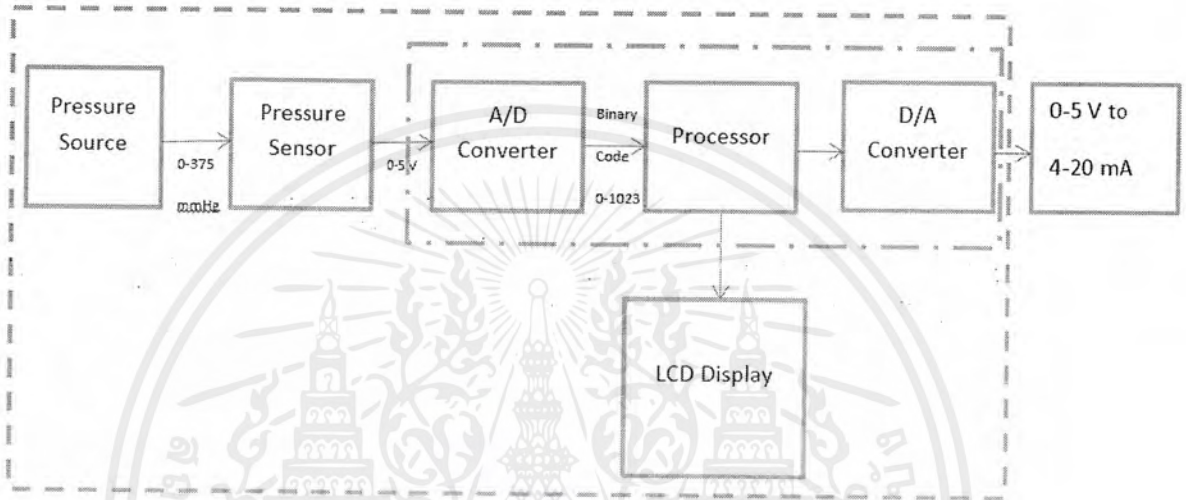 Pressure
Source
0-375
mmHg
Pressure
Sensor
0-5 V
A/D
Converter
Binary
Code
0-1023
Processor
D/A
Converter
0-5 V to
4-20 mA
LCD Display